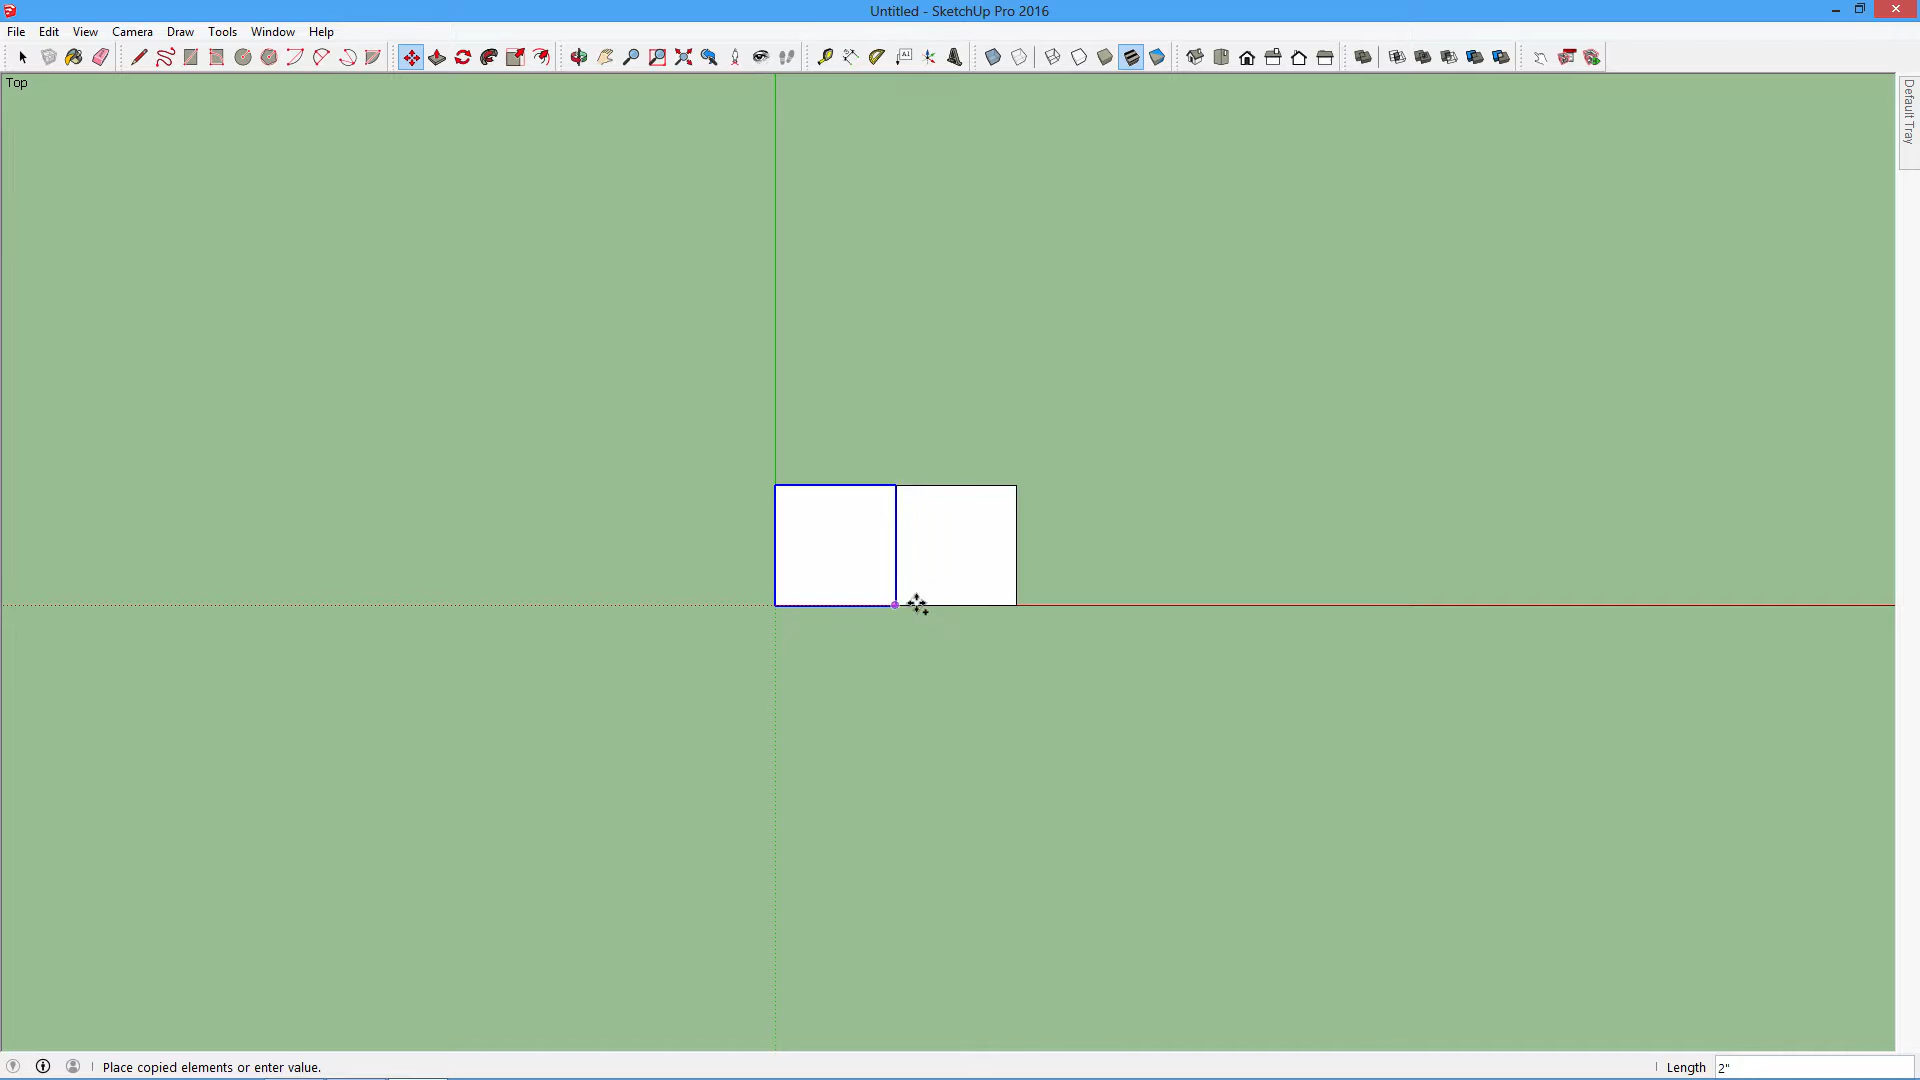 Untitled - SketchUp Pro 2016
File Edit View Camera Draw Tools Window Help
A1
Top
Default Tray
Place copied elements or enter value.
Length 2"